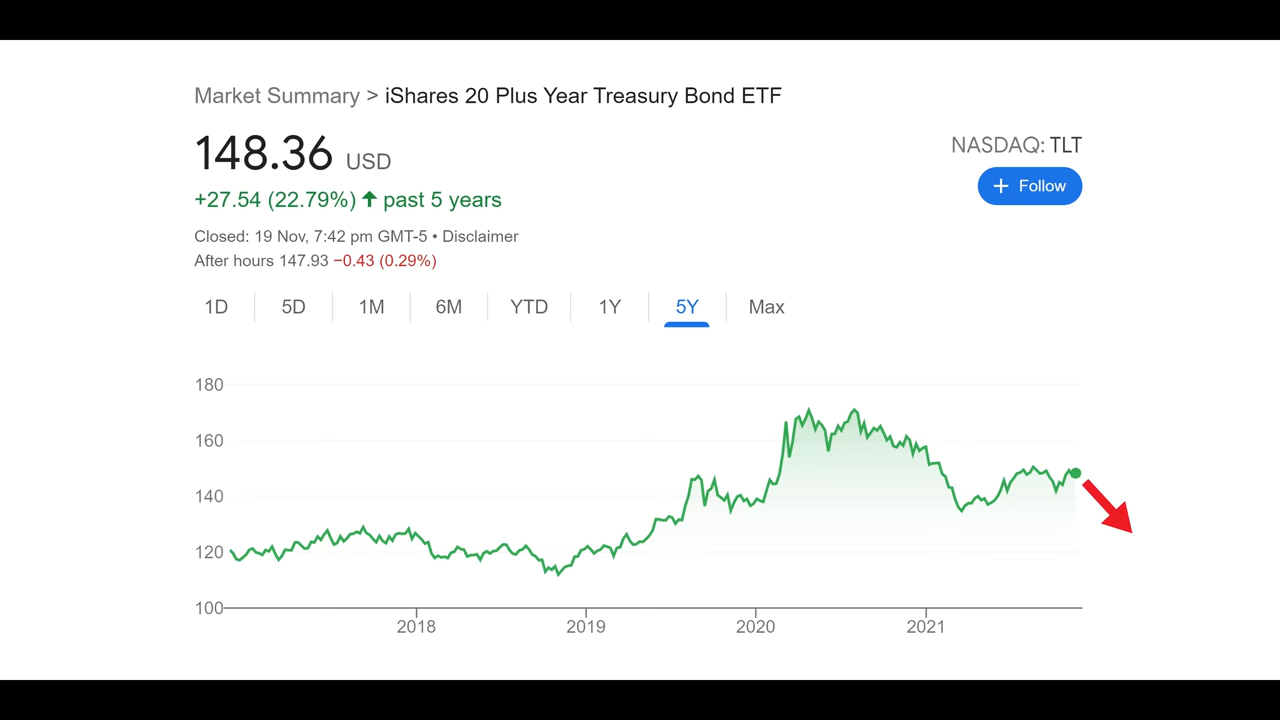 Market Summary > iShares 20 Plus Year Treasury Bond ETF
148.36 USD
NASDAQ: TLT
+ Follow
+27.54 (22.79%) ↑ past 5 years
Closed: 19 Nov, 7:42 pm GMT-5 • Disclaimer
After hours 147.93 −0.43 (0.29%)
1D 5D 1M 6M YTD 1Y 5Y Max
180
160
140
120
100
2018 2019 2020 2021